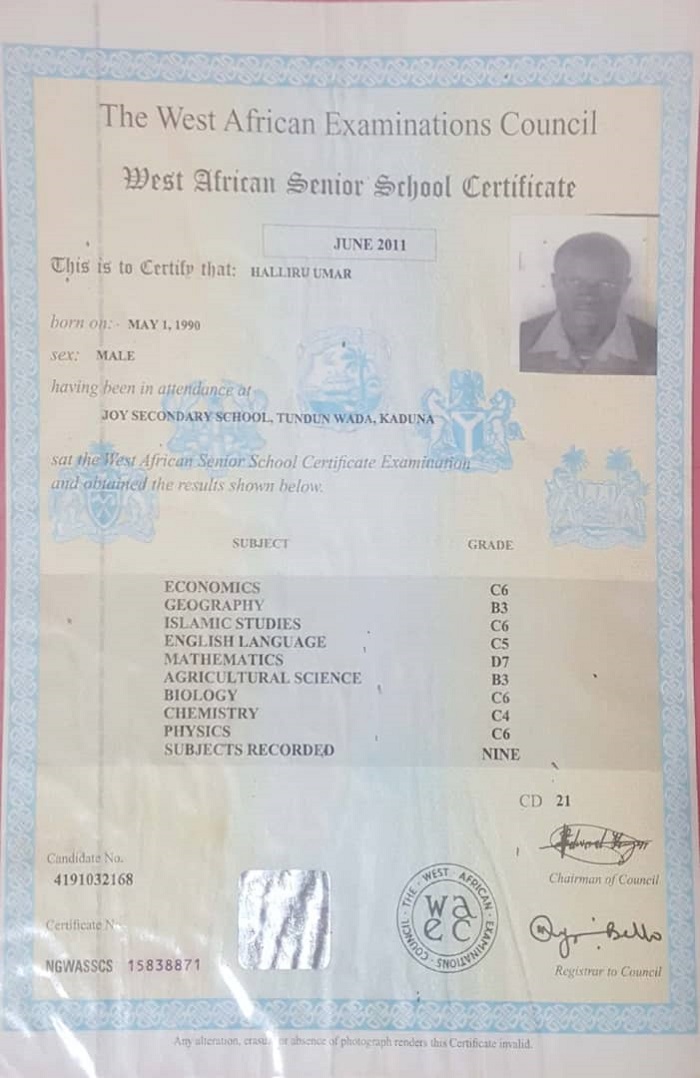 The West African Examinations Council
West African Senior School Certificate
JUNE 2011
This is to Certify that: HALLIRU UMAR
born on:- MAY 1, 1990
sex: MALE
having been in attendance at
JOY SECONDARY SCHOOL, TUNDUN WADA, KADUNA
sat the West African Senior School Certificate Examination
and obtained the results shown below.
SUBJECT GRADE
ECONOMICS C6
GEOGRAPHY B3
ISLAMIC STUDIES C6
ENGLISH LANGUAGE C5
MATHEMATICS D7
AGRICULTURAL SCIENCE B3
BIOLOGY C6
CHEMISTRY C4
PHYSICS C6
SUBJECTS RECORDED NINE
CD 21
Chairman of Council
Candidate No.
4191032168
Certificate N
NGWASSCS 15838871
THE WEST AFRICAN EXAMINATIONS COUNCIL
wa
ec
Bello
Registrar to Council
Any alteration, or absence of photograph renders this Certificate invalid.